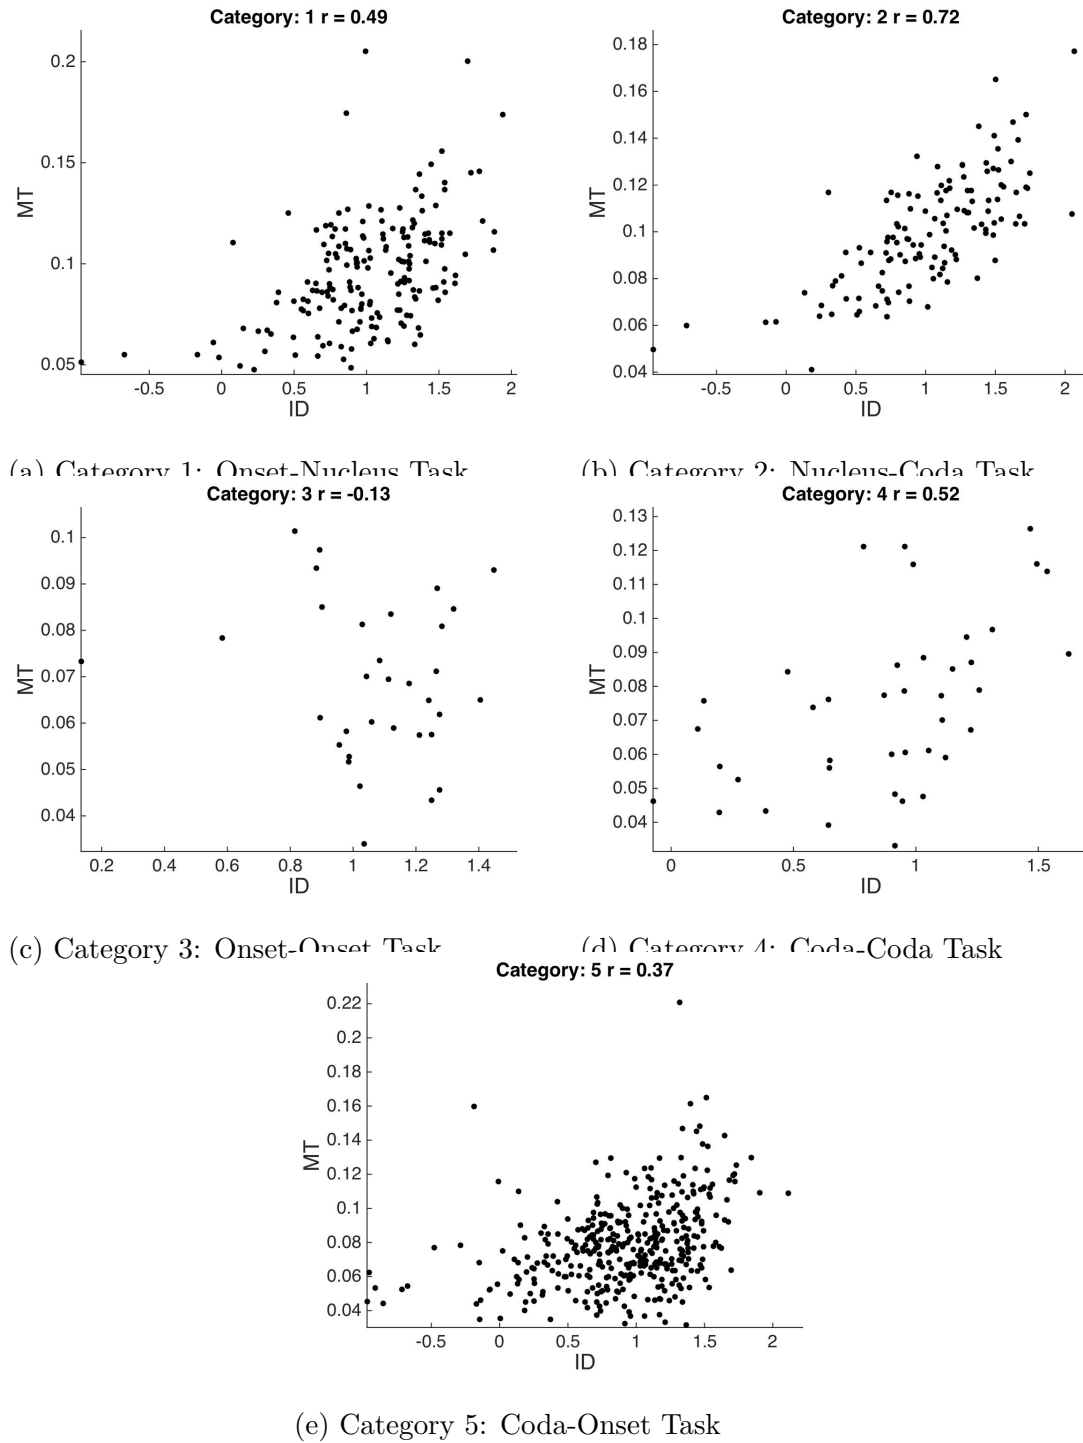 Category: 1 r = 0.49
0.2
0.15
0.1
0.05
MT
-0.5 0 0.5 1 1.5 2
ID
(a) Category 1: Onset-Nucleus Task
Category: 2 r = 0.72
0.18
0.16
0.14
0.12
0.1
0.08
0.06
0.04
MT
-0.5 0 0.5 1 1.5 2
ID
(b) Category 2: Nucleus-Coda Task
Category: 3 r = -0.13
0.1
0.09
0.08
0.07
0.06
0.05
0.04
MT
0.2 0.4 0.6 0.8 1 1.2 1.4
ID
(c) Category 3: Onset-Onset Task
Category: 4 r = 0.52
0.13
0.12
0.11
0.1
0.09
0.08
0.07
0.06
0.05
0.04
MT
0 0.5 1 1.5
ID
(d) Category 4: Coda-Coda Task
Category: 5 r = 0.37
0.22
0.2
0.18
0.16
0.14
0.12
0.1
0.08
0.06
0.04
MT
-0.5 0 0.5 1 1.5 2
ID
(e) Category 5: Coda-Onset Task